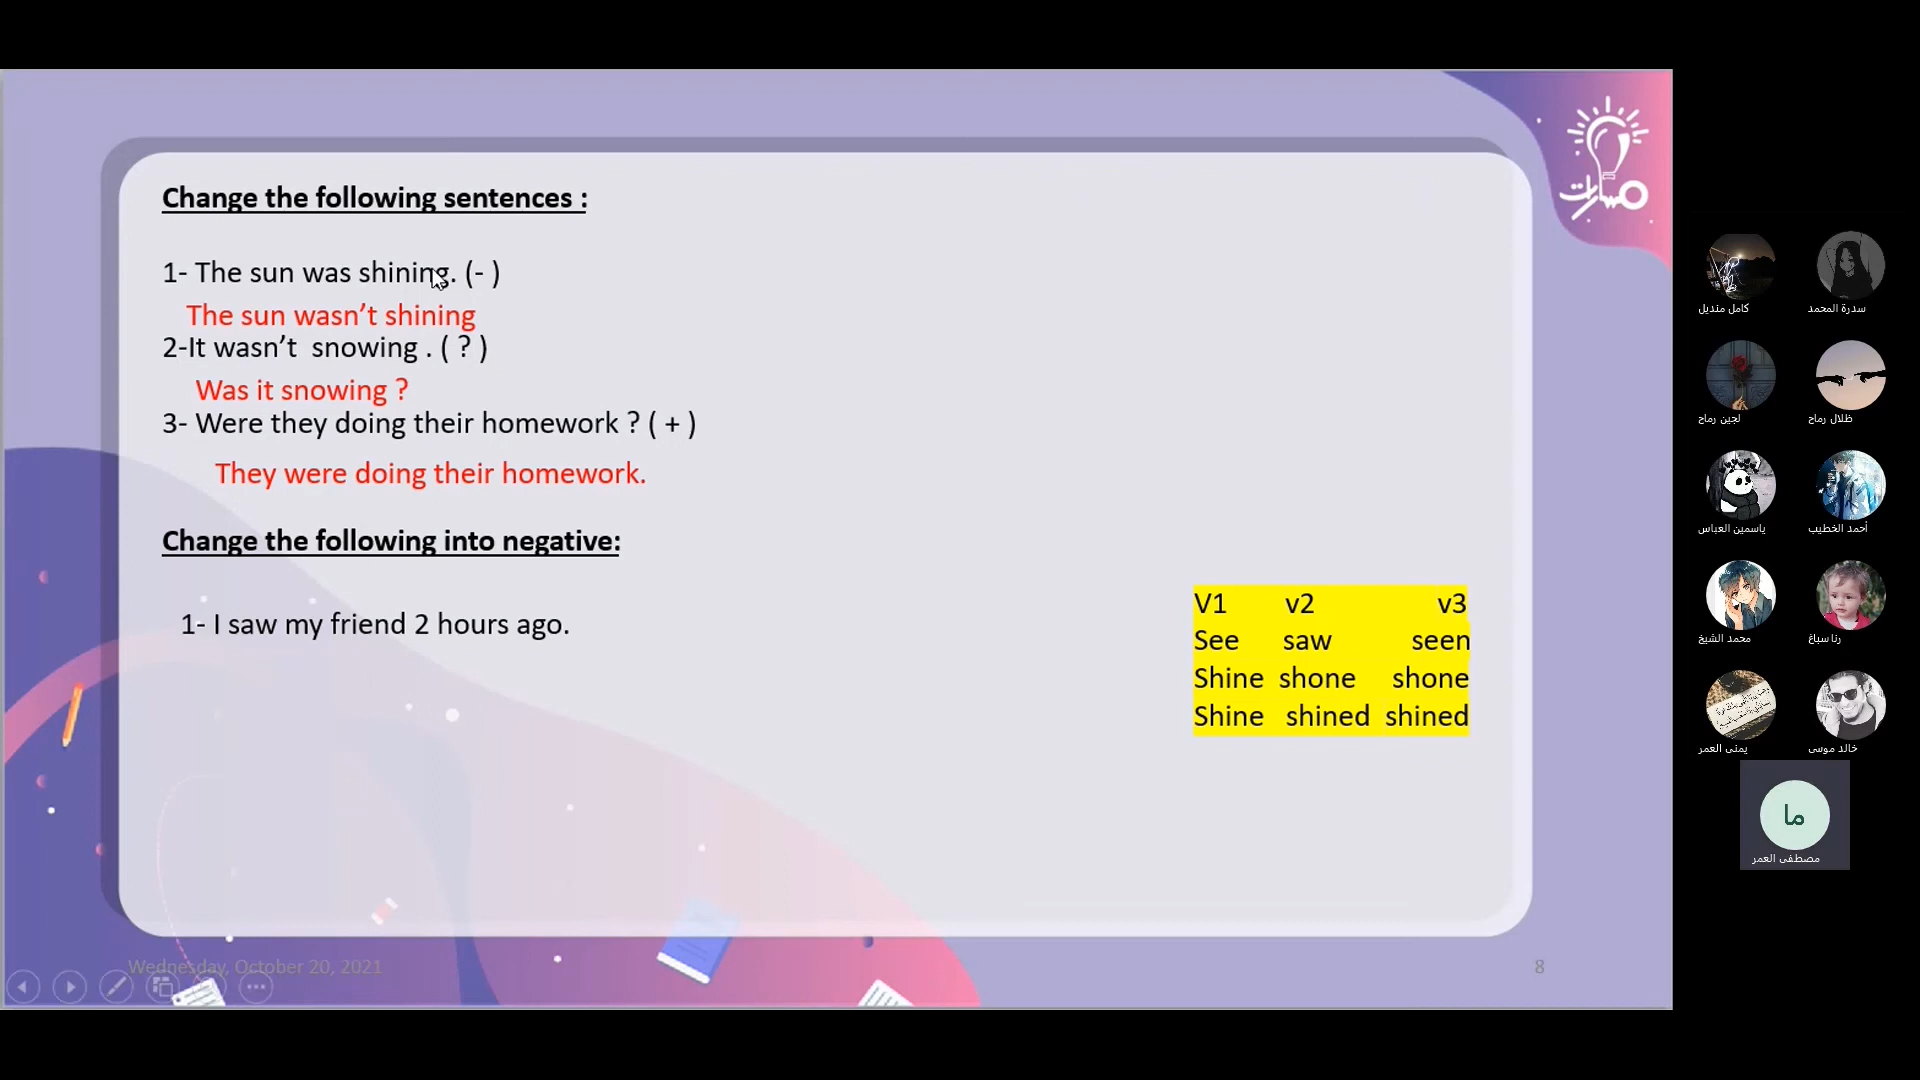 مسارات
Change the following sentences :
1- The sun was shining. (- )
The sun wasn’t shining
2-It wasn’t  snowing . ( ? )
Was it snowing ?
3- Were they doing their homework ? ( + )
They were doing their homework.
Change the following into negative:
1- I saw my friend 2 hours ago.
V1 v2 v3
See saw seen
Shine shone shone
Shine shined shined
Wednesday, October 20, 2021
8
كامل منديل
سدرة المحمد
لجين رماح
ظلال رماح
ياسمين العباس
أحمد الخطيب
محمد الشيخ
رنا سباغ
يمنى العمر
خالد موسى
ما
مصطفى العمر